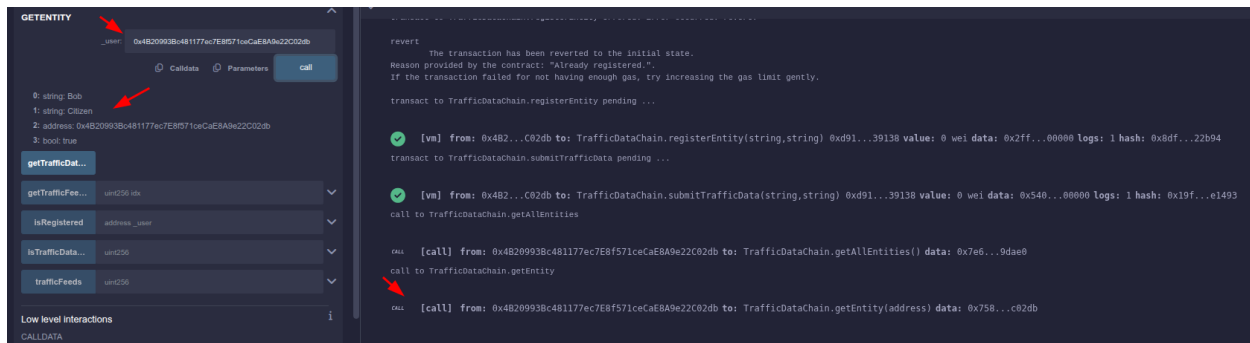 GETENTITY
_user: 0x4B20993Bc481177ec7E8f571ceCaE8A9e22C02db
Calldata Parameters call
0: string: Bob
1: string: Citizen
2: address: 0x4B20993Bc481177ec7E8f571ceCaE8A9e22C02db
3: bool: true
getTrafficDat...
getTrafficFee... uint256 idx
isRegistered address _user
isTrafficData... uint256
trafficFeeds uint256
Low level interactions i
CALLDATA
revert
The transaction has been reverted to the initial state.
Reason provided by the contract: "Already registered.".
If the transaction failed for not having enough gas, try increasing the gas limit gently.
transact to TrafficDataChain.registerEntity pending ...
[vm] from: 0x4B2...C02db to: TrafficDataChain.registerEntity(string,string) 0xd91...39138 value: 0 wei data: 0x2ff...00000 logs: 1 hash: 0x8df...22b94
transact to TrafficDataChain.submitTrafficData pending ...
[vm] from: 0x4B2...C02db to: TrafficDataChain.submitTrafficData(string,string) 0xd91...39138 value: 0 wei data: 0x540...00000 logs: 1 hash: 0x19f...e1493
call to TrafficDataChain.getAllEntities
CALL [call] from: 0x4B20993Bc481177ec7E8f571ceCaE8A9e22C02db to: TrafficDataChain.getAllEntities() data: 0x7e6...9dae0
call to TrafficDataChain.getEntity
CALL [call] from: 0x4B20993Bc481177ec7E8f571ceCaE8A9e22C02db to: TrafficDataChain.getEntity(address) data: 0x758...c02db